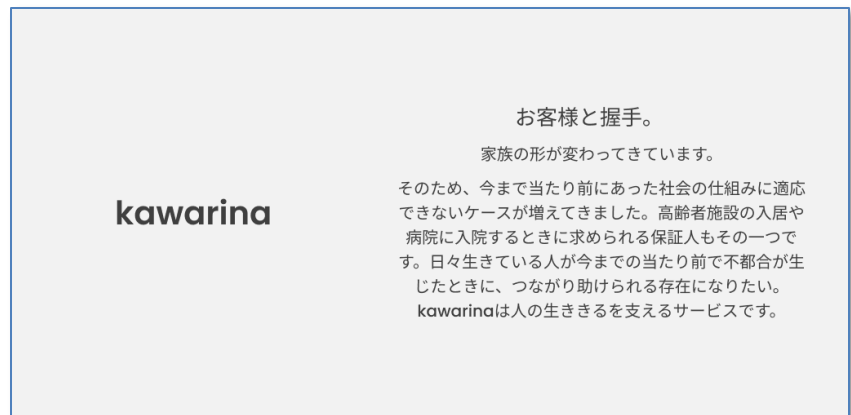 kawarina
お客様と握手。
家族の形が変わってきています。
そのため、今まで当たり前にあった社会の仕組みに適応
できないケースが増えてきました。高齢者施設の入居や
病院に入院するときに求められる保証人もその一つで
す。日々生きている人が今までの当たり前で不都合が生
じたときに、つながり助けられる存在になりたい。
kawarinaは人の生ききるを支えるサービスです。